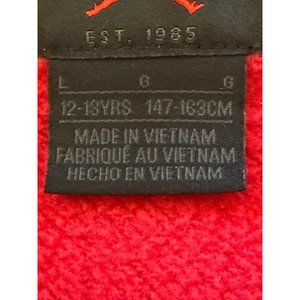 EST. 1985
L G G
12-13YRS 147-163CM
MADE IN VIETNAM
FABRIQUÉ AU VIETNAM
HECHO EN VIETNAM